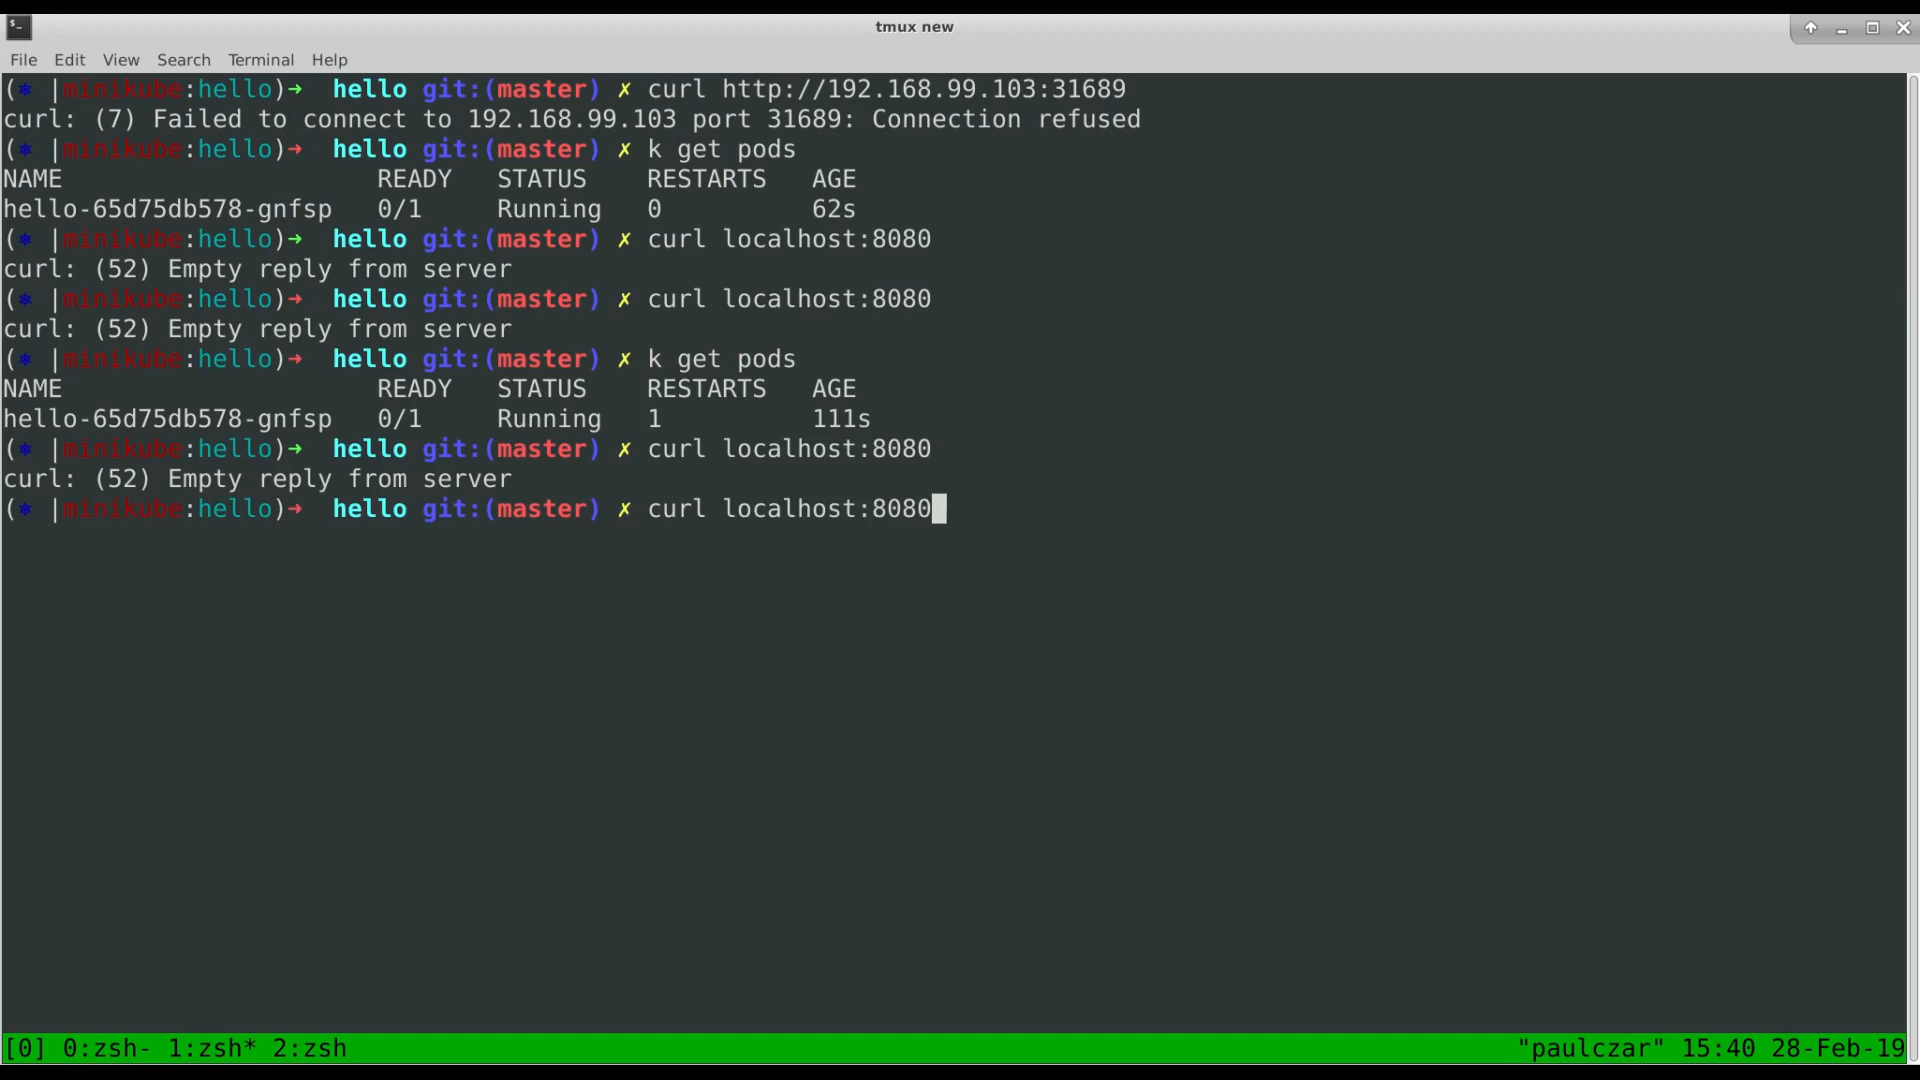 tmux new
File Edit View Search Terminal Help
(⎈ |minikube:hello)→ hello git:(master) ✗ curl http://192.168.99.103:31689
curl: (7) Failed to connect to 192.168.99.103 port 31689: Connection refused
(⎈ |minikube:hello)→ hello git:(master) ✗ k get pods
NAME READY STATUS RESTARTS AGE
hello-65d75db578-gnfsp 0/1 Running 0 62s
(⎈ |minikube:hello)→ hello git:(master) ✗ curl localhost:8080
curl: (52) Empty reply from server
(⎈ |minikube:hello)→ hello git:(master) ✗ curl localhost:8080
curl: (52) Empty reply from server
(⎈ |minikube:hello)→ hello git:(master) ✗ k get pods
NAME READY STATUS RESTARTS AGE
hello-65d75db578-gnfsp 0/1 Running 1 111s
(⎈ |minikube:hello)→ hello git:(master) ✗ curl localhost:8080
curl: (52) Empty reply from server
(⎈ |minikube:hello)→ hello git:(master) ✗ curl localhost:8080
[0] 0:zsh- 1:zsh* 2:zsh "paulczar" 15:40 28-Feb-19